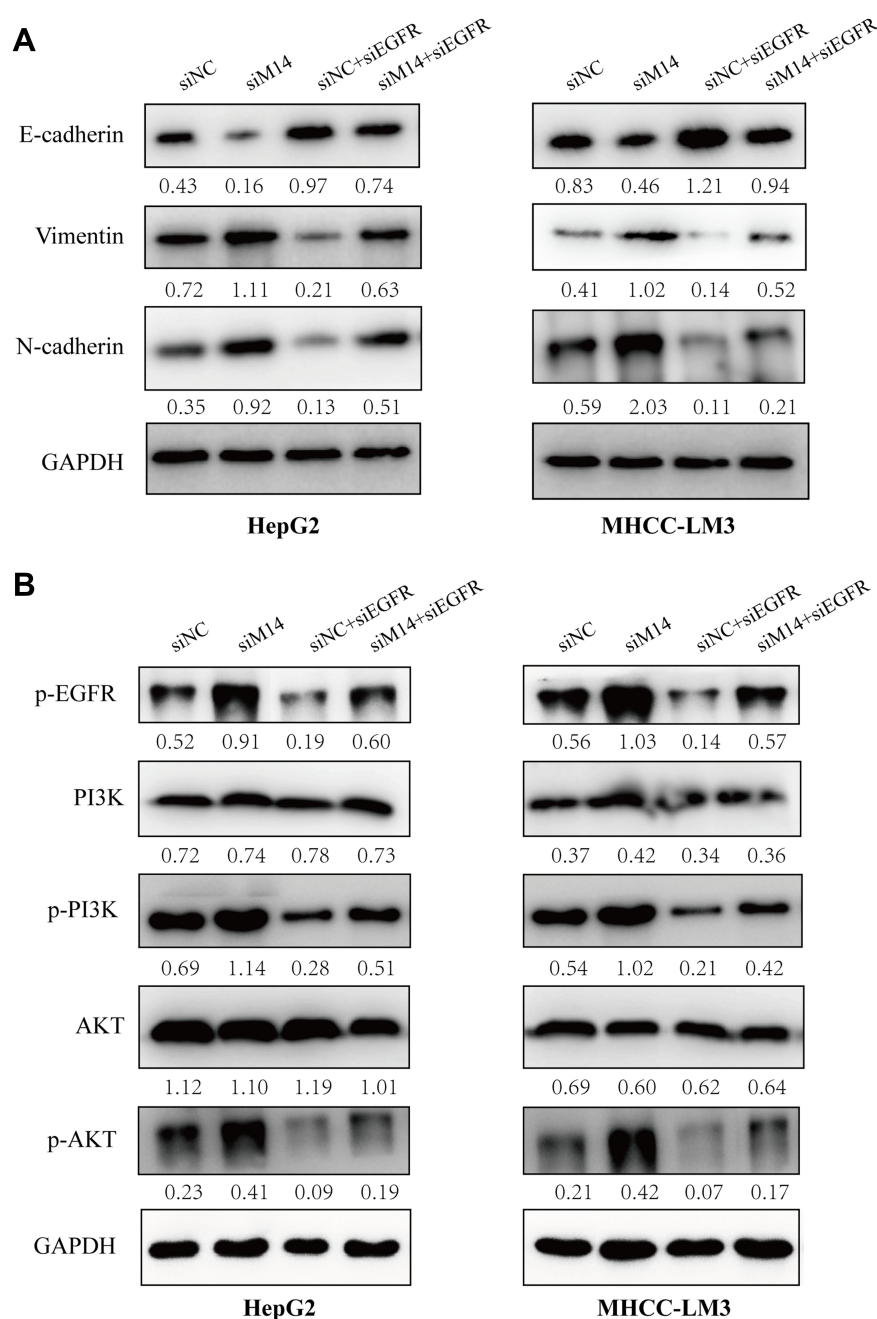 A
siNC siM14 siNC+siEGFR siM14+siEGFR siNC siM14 siNC+siEGFR siM14+siEGFR
E-cadherin
0.43 0.16 0.97 0.74 0.83 0.46 1.21 0.94
Vimentin
0.72 1.11 0.21 0.63 0.41 1.02 0.14 0.52
N-cadherin
0.35 0.92 0.13 0.51 0.59 2.03 0.11 0.21
GAPDH
HepG2 MHCC-LM3
B
siNC siM14 siNC+siEGFR siM14+siEGFR siNC siM14 siNC+siEGFR siM14+siEGFR
p-EGFR
0.52 0.91 0.19 0.60 0.56 1.03 0.14 0.57
PI3K
0.72 0.74 0.78 0.73 0.37 0.42 0.34 0.36
p-PI3K
0.69 1.14 0.28 0.51 0.54 1.02 0.21 0.42
AKT
1.12 1.10 1.19 1.01 0.69 0.60 0.62 0.64
p-AKT
0.23 0.41 0.09 0.19 0.21 0.42 0.07 0.17
GAPDH
HepG2 MHCC-LM3